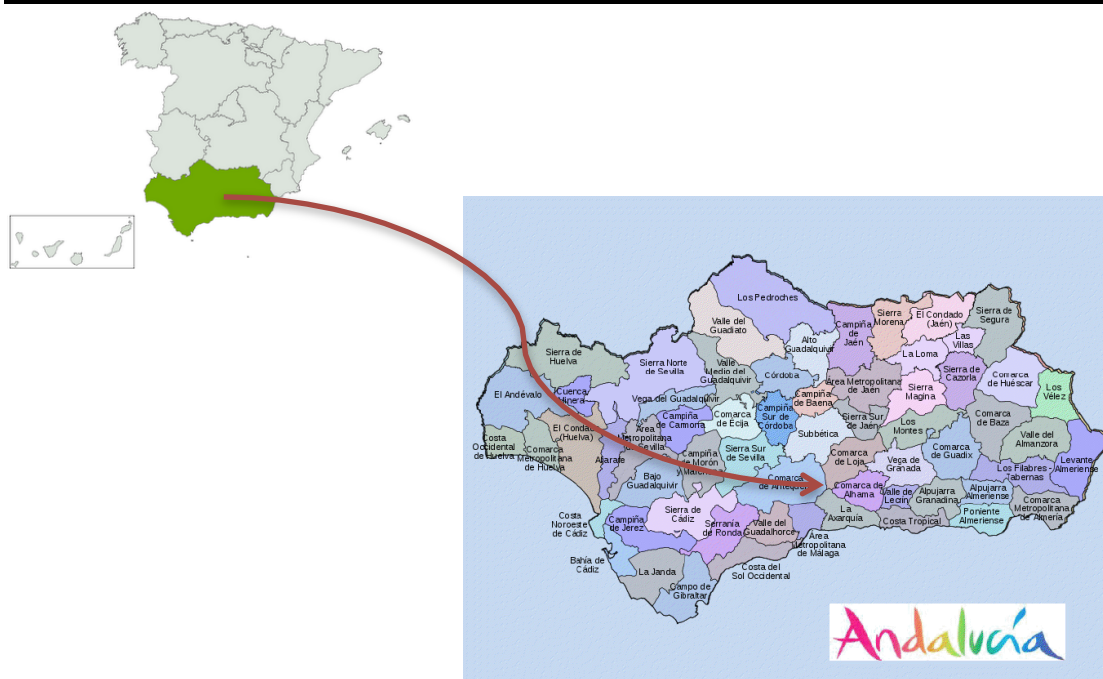 Los Pedroches
Valle del
Guadiato
Campiña
de
Jaén
Sierra
Morena
El Condado
(Jaén)
Sierra de
Segura
Alto
Guadalquivir
Las
Villas
La Loma
Sierra de
Huelva
Sierra Norte
de Sevilla
Valle
Medio del
Guadalquivir
Córdoba
Área Metropolitana
de Jaén
Sierra
Magina
Sierra de
Cazorla
Comarca
de Huéscar
Los
Vélez
El Andévalo
Cuenca
Minera
Vega del Guadalquivir
Campiña
de Baena
Comarca
de Écija
Campiña
Sur de
Córdoba
Campiña
de Carmona
Sierra Sur
de Jaén
Los
Montes
Comarca
de Baza
El Condado
(Huelva)
Área
Metropolitana
de Sevilla
Subbética
Valle del
Almanzora
Costa
Occidental
de Huelva
Comarca
Metropolitana
de Huelva
Aljarafe
Campiña
de Morón
y Marchena
Sierra Sur
de Sevilla
Comarca
de Loja
Vega de
Granada
Comarca
de Guadix
Los Filabres -
Tabernas
Levante
Almeriense
Bajo
Guadalquivir
Comarca
de Antequera
Comarca de
Alhama
Valle de
Lecrin
Alpujarra
Granadina
Alpujarra
Almeriense
Comarca
Metropolitana
de Almería
Costa
Noroeste
de Cádiz
Campiña
de Jerez
Sierra de
Cádiz
Serranía
de Ronda
Valle del
Guadalhorce
La
Axarquía
Costa Tropical
Poniente
Almeriense
Área
Metropolitana
de Málaga
Bahía de
Cádiz
La Janda
Campo de
Gibraltar
Costa del
Sol Occidental
Andalucía